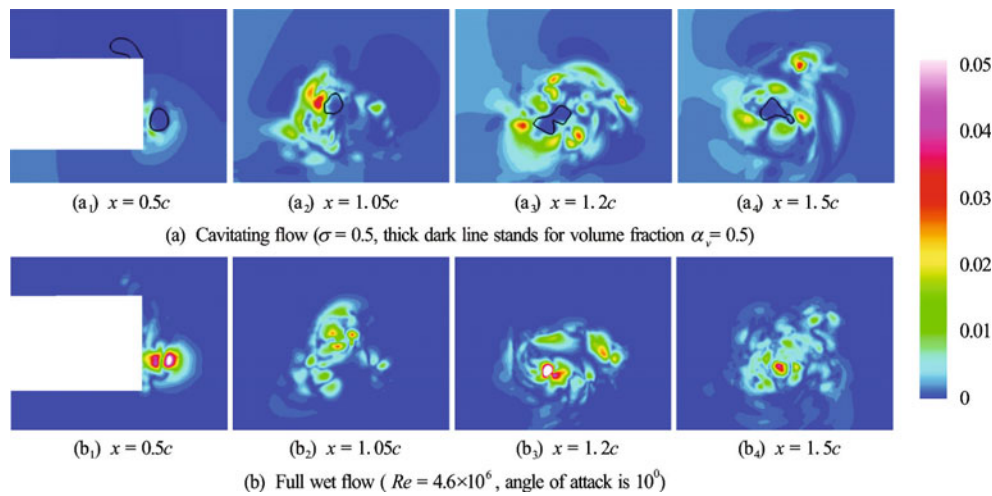 (a₁) x = 0.5c
(a₂) x = 1.05c
(a₃) x = 1.2c
(a₄) x = 1.5c
(a) Cavitating flow (σ = 0.5, thick dark line stands for volume fraction αᵥ = 0.5)
(b₁) x = 0.5c
(b₂) x = 1.05c
(b₃) x = 1.2c
(b₄) x = 1.5c
(b) Full wet flow ( Re = 4.6×10⁶ , angle of attack is 10⁰)
0.05
0.04
0.03
0.02
0.01
0